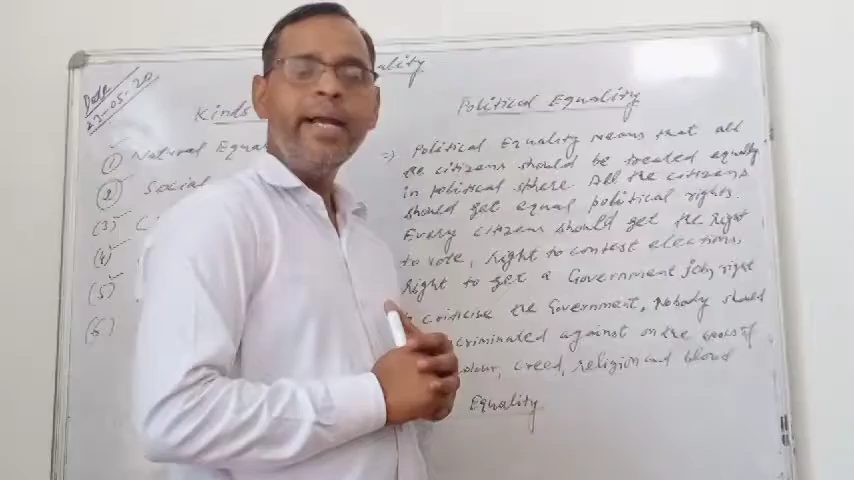 Date
22-05-20
ality
Kinds
(1) Natural Equa
(2) Social
(3) C
(4)
(5)
(6)
Political Equality
⇒ Political Equality means that all
the citizens should be treated equally
in political sphere All the citizens
should get equal political rights.
Every citizens should get the right
to vote, right to contest elections,
right to get a Government job, right
criticise the Government, Nobody should
criminated against on the basis of
olour, creed, religion and blood
Equality